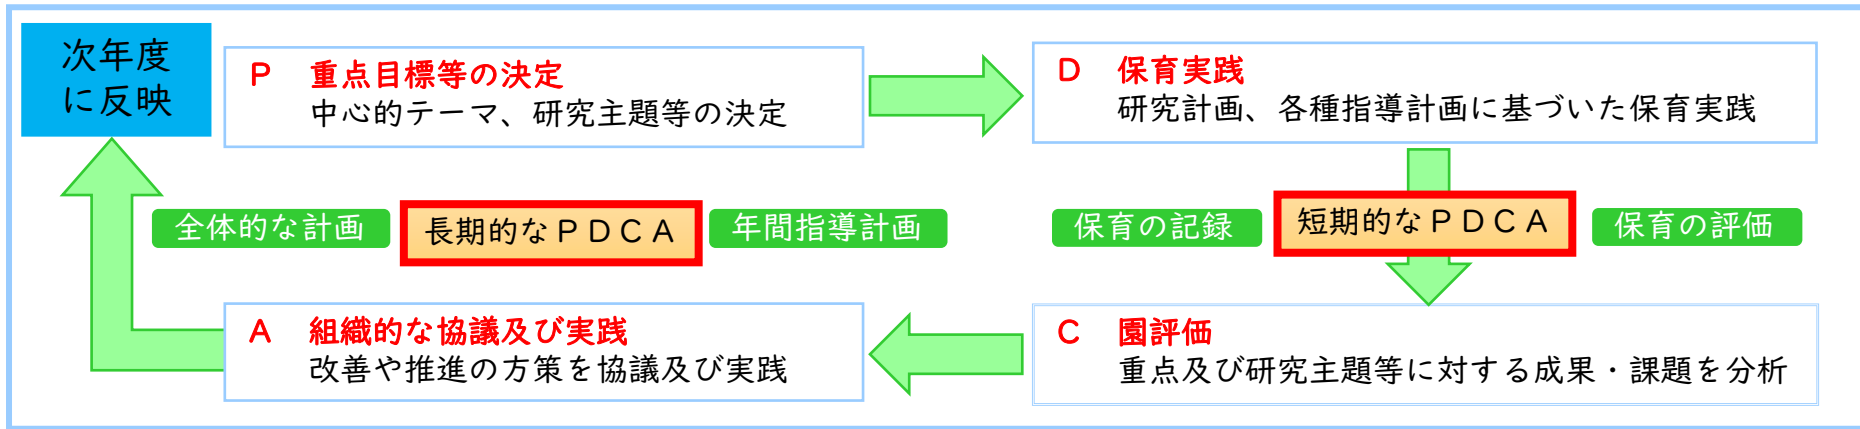 次年度
に反映
P 重点目標等の決定
中心的テーマ、研究主題等の決定
D 保育実践
研究計画、各種指導計画に基づいた保育実践
全体的な計画
長期的なPDCA
年間指導計画
保育の記録
短期的なPDCA
保育の評価
A 組織的な協議及び実践
改善や推進の方策を協議及び実践
C 園評価
重点及び研究主題等に対する成果・課題を分析